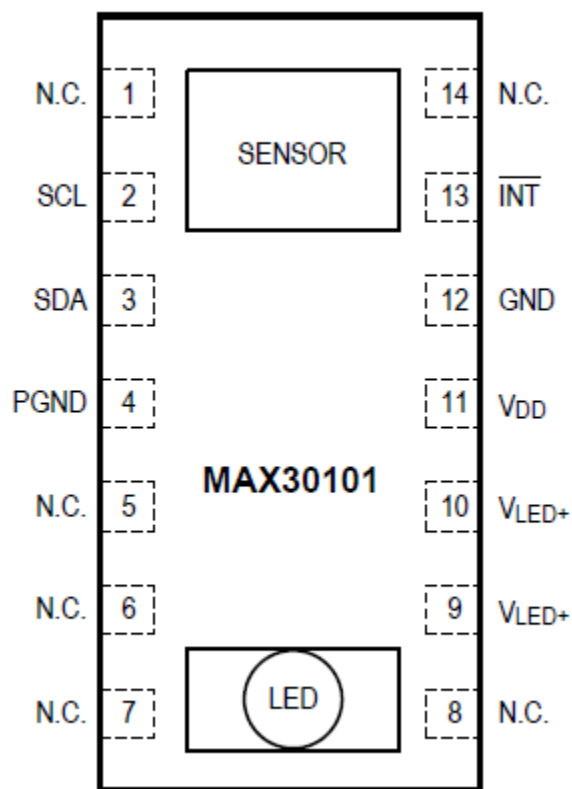 N.C. 1 14 N.C.
SENSOR
SCL 2 13 I̅N̅T̅
SDA 3 12 GND
PGND 4 11 VDD
MAX30101
N.C. 5 10 VLED+
N.C. 6 9 VLED+
LED
N.C. 7 8 N.C.